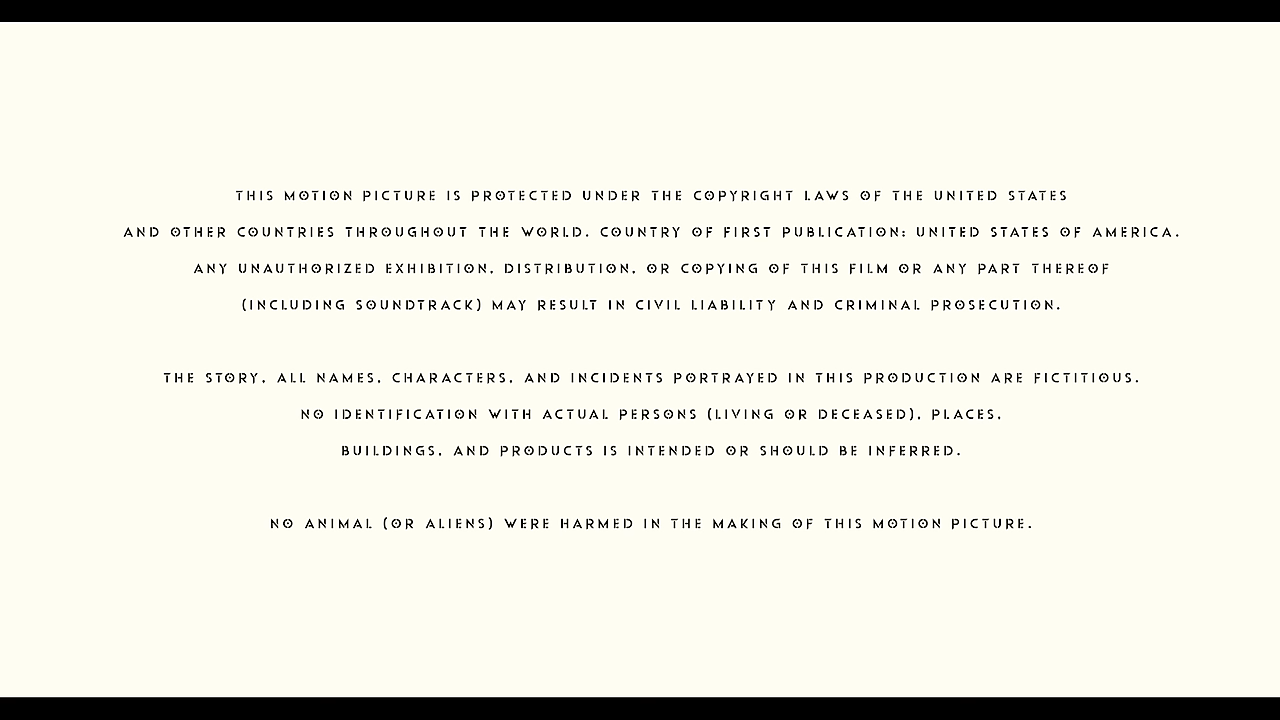 THIS MOTION PICTURE IS PROTECTED UNDER THE COPYRIGHT LAWS OF THE UNITED STATES
AND OTHER COUNTRIES THROUGHOUT THE WORLD. COUNTRY OF FIRST PUBLICATION: UNITED STATES OF AMERICA.
ANY UNAUTHORIZED EXHIBITION, DISTRIBUTION, OR COPYING OF THIS FILM OR ANY PART THEREOF
(INCLUDING SOUNDTRACK) MAY RESULT IN CIVIL LIABILITY AND CRIMINAL PROSECUTION.
THE STORY, ALL NAMES, CHARACTERS, AND INCIDENTS PORTRAYED IN THIS PRODUCTION ARE FICTITIOUS.
NO IDENTIFICATION WITH ACTUAL PERSONS (LIVING OR DECEASED), PLACES,
BUILDINGS, AND PRODUCTS IS INTENDED OR SHOULD BE INFERRED.
NO ANIMAL (OR ALIENS) WERE HARMED IN THE MAKING OF THIS MOTION PICTURE.